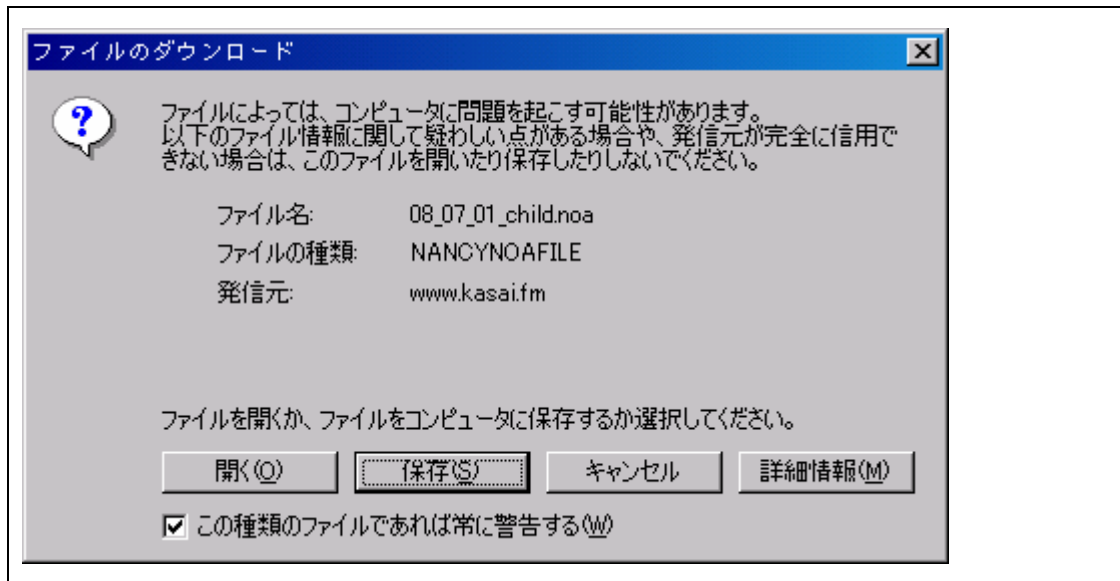 ファイルのダウンロード
ファイルによっては、コンピュータに問題を起こす可能性があります。
以下のファイル情報に関して疑わしい点がある場合や、発信元が完全に信用で
きない場合は、このファイルを開いたり保存したりしないでください。
ファイル名: 08_07_01_child.noa
ファイルの種類: NANCYNOAFILE
発信元: www.kasai.fm
ファイルを開くか、ファイルをコンピュータに保存するか選択してください。
開く(O) 保存(S) キャンセル 詳細情報(M)
この種類のファイルであれば常に警告する(W)